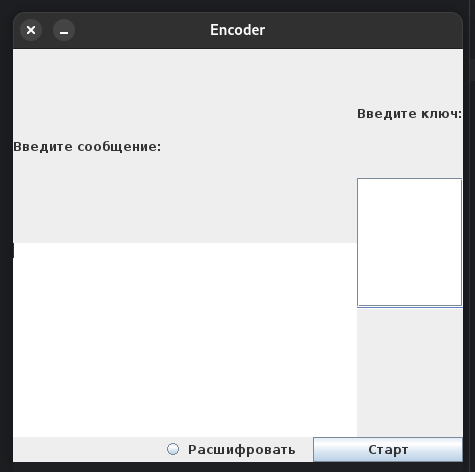 Encoder
Введите ключ:
Введите сообщение:
Расшифровать
Старт